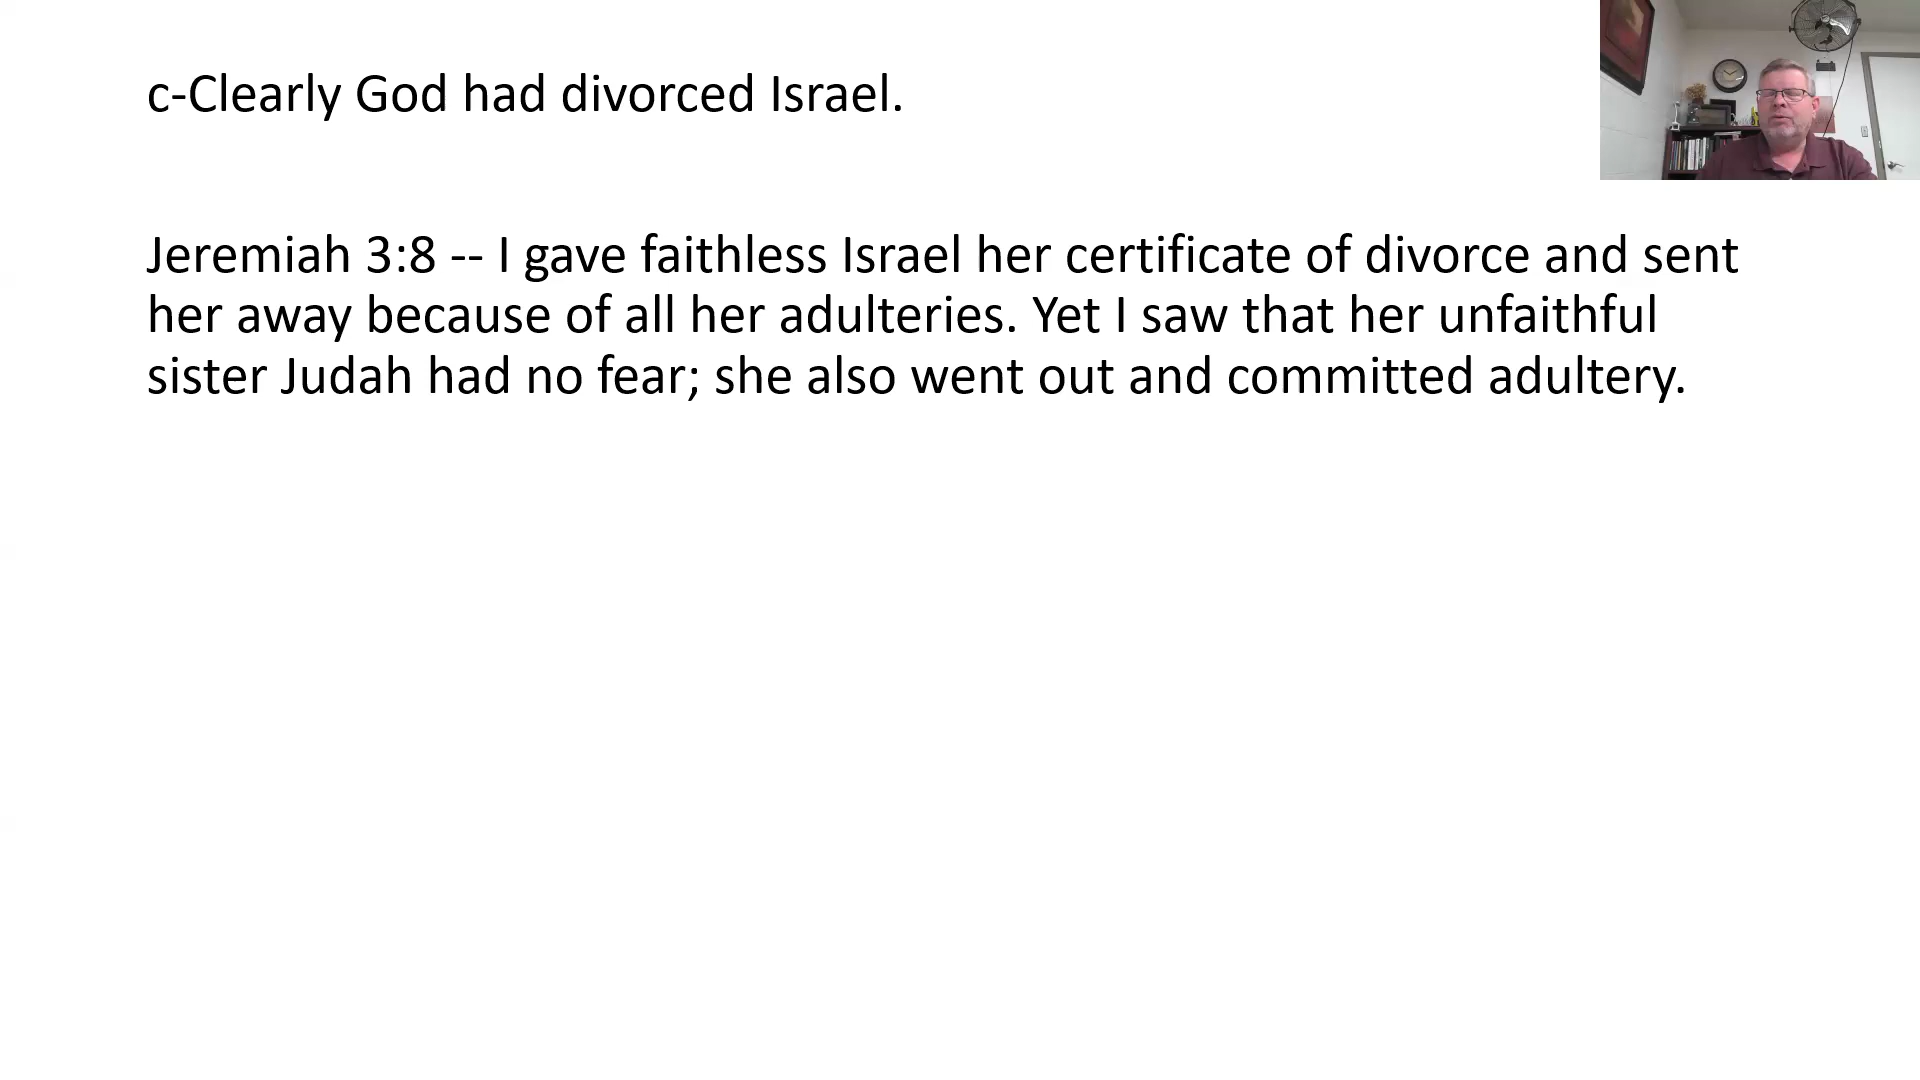 c-Clearly God had divorced Israel.
Jeremiah 3:8 -- I gave faithless Israel her certificate of divorce and sent
her away because of all her adulteries. Yet I saw that her unfaithful
sister Judah had no fear; she also went out and committed adultery.